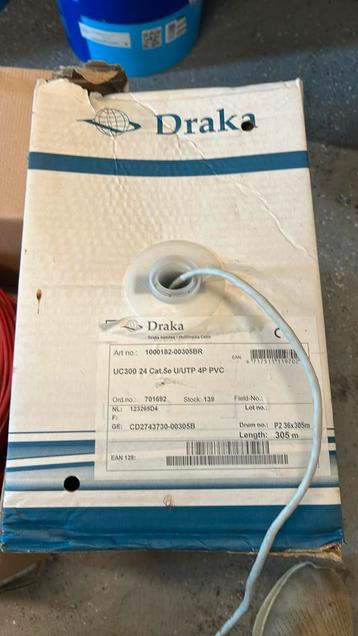 Draka
Draka
Art no.: 1000182-00305BR
EAN:
UC300 24 Cat.5e U/UTP 4P PVC
Ord.no.: 701692 Stock: 139 Field-No.:
NL: 123265D4 Lot no.:
F:
GE: CD2743730-00305B Drum no.: P2 36x305m
Length: 305 m
EAN 128: